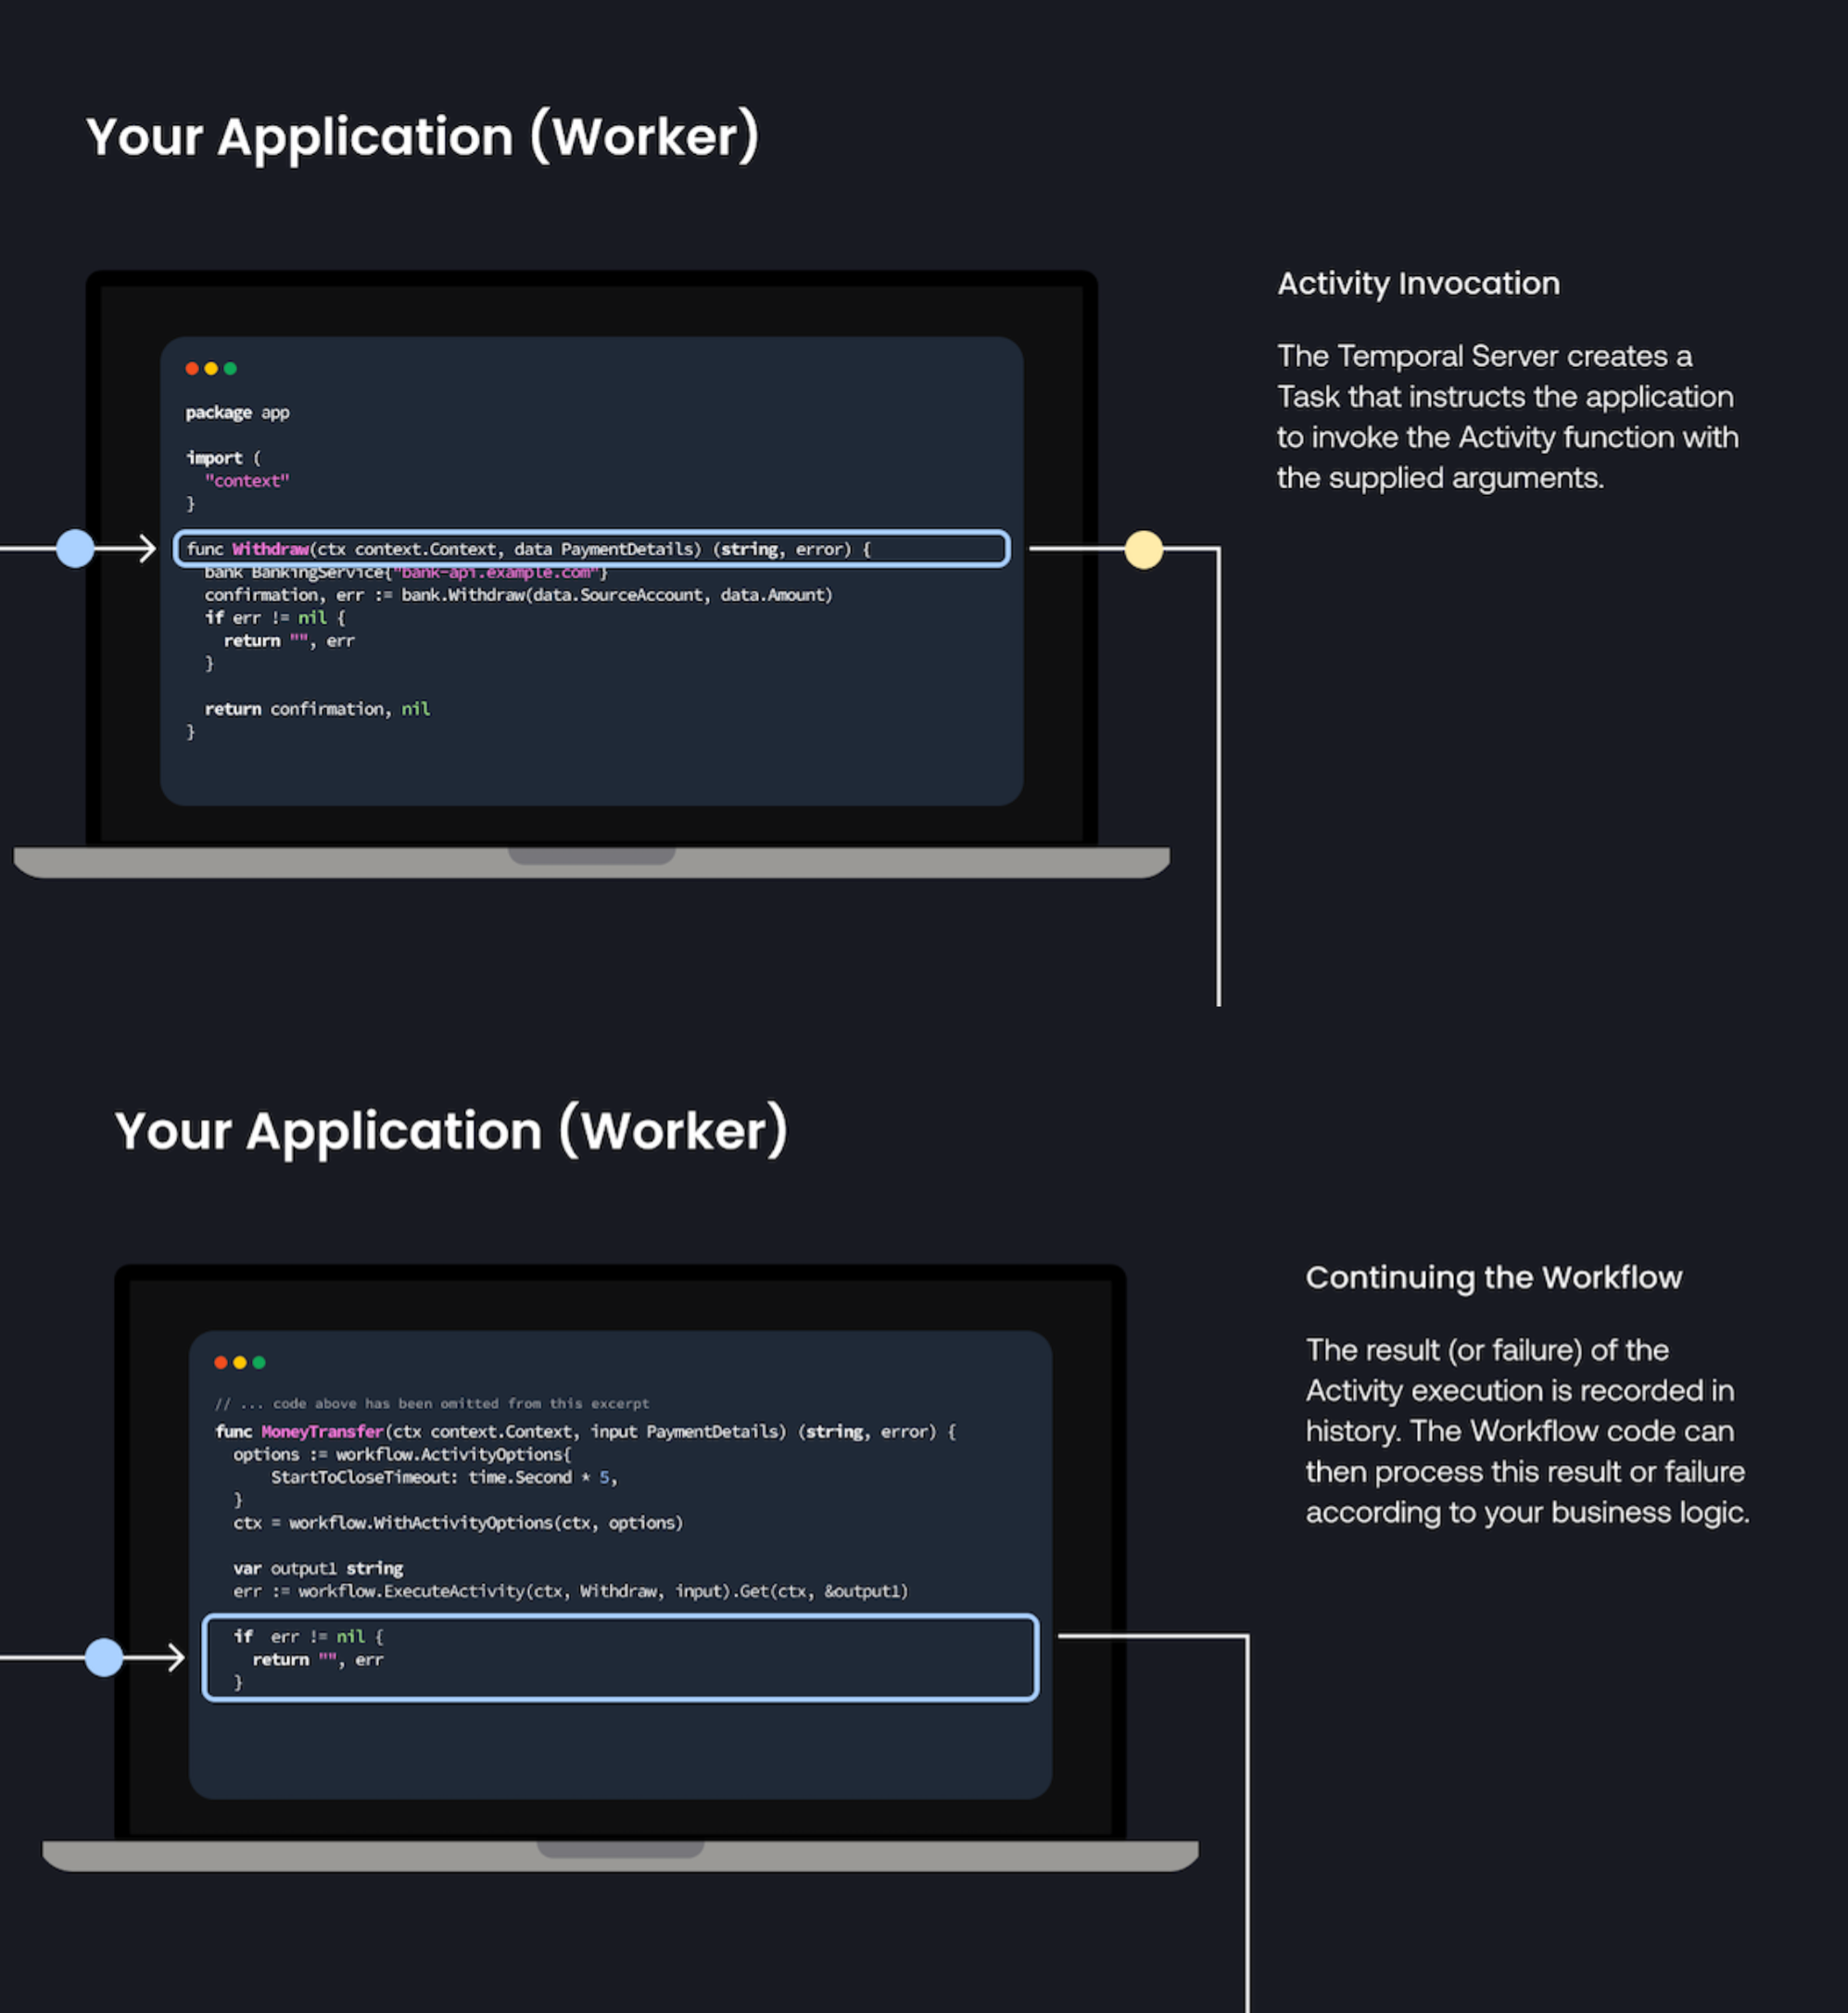 Your Application (Worker)
Activity Invocation
The Temporal Server creates a
Task that instructs the application
to invoke the Activity function with
the supplied arguments.
package app
import (
"context"
}
func Withdraw(ctx context.Context, data PaymentDetails) (string, error) {
bank BankingService{"bank-api.example.com"}
confirmation, err := bank.Withdraw(data.SourceAccount, data.Amount)
if err != nil {
return "", err
}
return confirmation, nil
}
Your Application (Worker)
Continuing the Workflow
The result (or failure) of the
Activity execution is recorded in
history. The Workflow code can
then process this result or failure
according to your business logic.
// ... code above has been omitted from this excerpt
func MoneyTransfer(ctx context.Context, input PaymentDetails) (string, error) {
options := workflow.ActivityOptions{
StartToCloseTimeout: time.Second * 5,
}
ctx = workflow.WithActivityOptions(ctx, options)
var output1 string
err := workflow.ExecuteActivity(ctx, Withdraw, input).Get(ctx, &output1)
if  err != nil {
return "", err
}